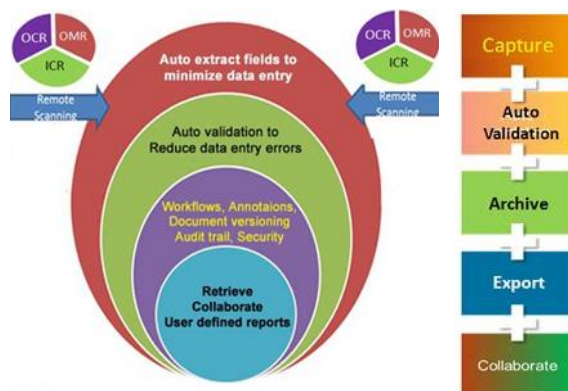 OCR
OMR
ICR
Remote
Scanning
Auto extract fields to
minimize data entry
OCR
OMR
ICR
Remote
Scanning
Auto validation to
Reduce data entry errors
Workflows, Annotaions,
Document versioning
Audit trail, Security
Retrieve
Collaborate
User defined reports
Capture
Auto
Validation
Archive
Export
Collaborate